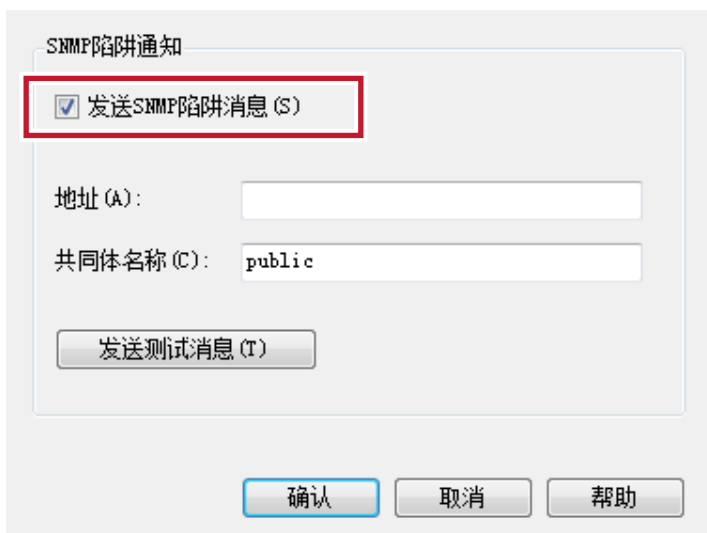 SNMP陷阱通知
发送SNMP陷阱消息(S)
地址(A):
共同体名称(C): public
发送测试消息(T)
确认 取消 帮助